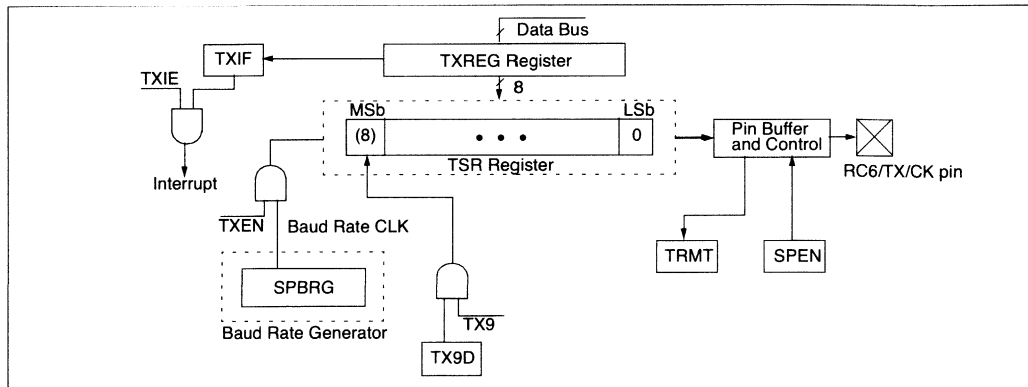 Data Bus
TXIF
TXREG Register
TXIE
8
MSb
LSb
(8)
• • •
0
Pin Buffer
and Control
TSR Register
RC6/TX/CK pin
Interrupt
TXEN
Baud Rate CLK
TRMT
SPEN
SPBRG
TX9
Baud Rate Generator
TX9D